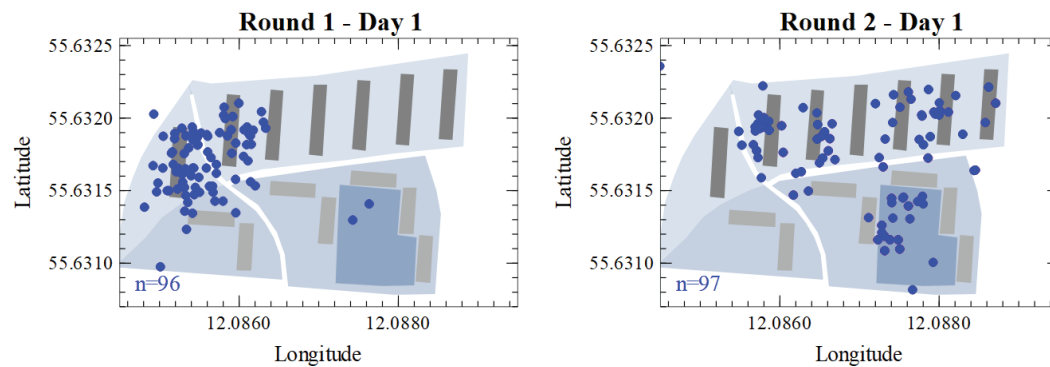 Round 1 - Day 1
55.6325
55.6320
55.6315
55.6310
Latitude
n=96
12.0860
12.0880
Longitude
Round 2 - Day 1
55.6325
55.6320
55.6315
55.6310
Latitude
n=97
12.0860
12.0880
Longitude